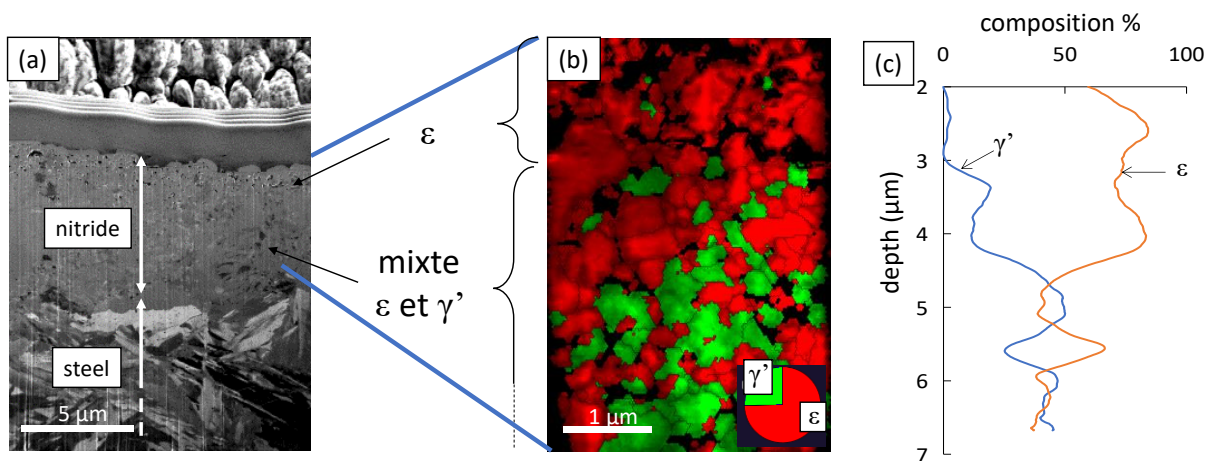 (a)
nitride
steel
5 µm
ε
mixte
ε et γ’
(b)
1 µm
γ’
ε
(c)
composition %
0 50 100
depth (µm)
2
3
4
5
6
7
γ’
ε